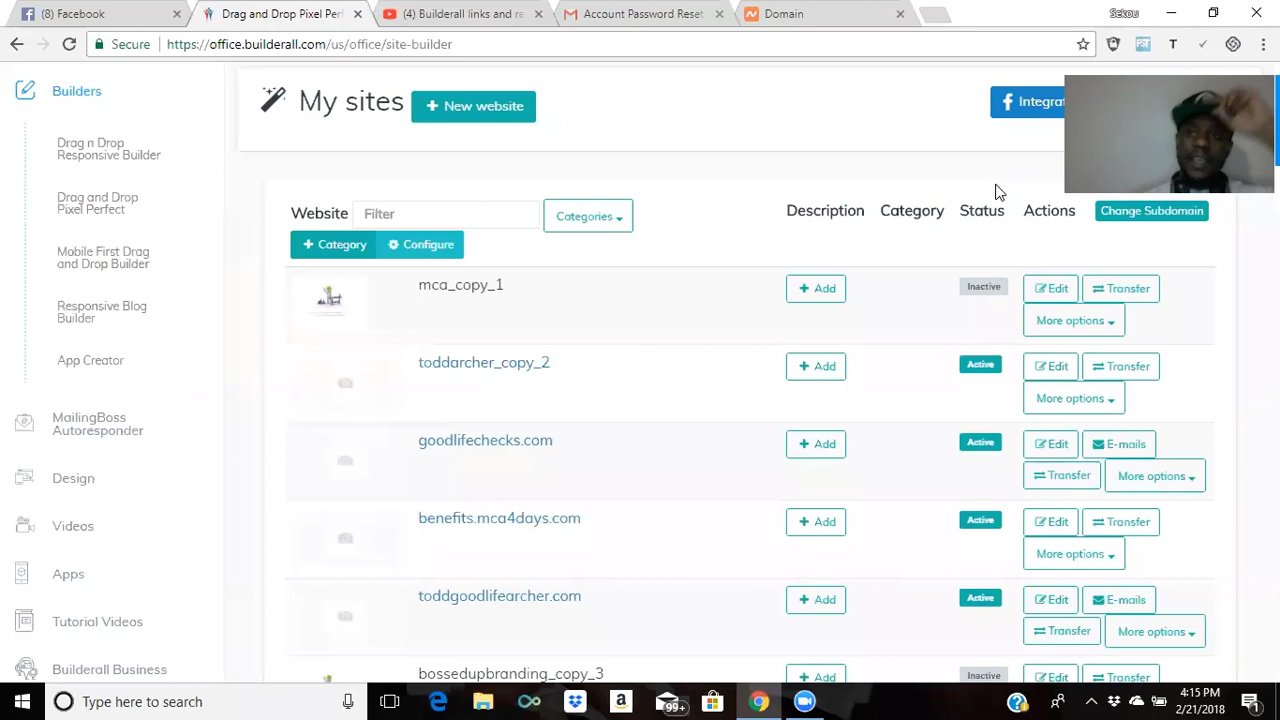 Facebook
Drag and Drop Pixel Perf
(4) Builderall links and re
Account Password Reset
Domain
Sekou
Secure
https://office.builderall.com/us/office/site-builder
Builders
Drag n Drop
Responsive Builder
Drag and Drop
Pixel Perfect
Mobile First Drag
and Drop Builder
Responsive Blog
Builder
App Creator
MailingBoss
Autoresponder
Design
Videos
Apps
Tutorial Videos
Builderall Business
My sites
+ New website
Integrat
Website
Filter
Categories
Description
Category
Status
Actions
Change Subdomain
+ Category
Configure
mca_copy_1
+ Add
Inactive
Edit
Transfer
More options
toddarcher_copy_2
+ Add
Active
Edit
Transfer
More options
goodlifechecks.com
+ Add
Active
Edit
E-mails
Transfer
More options
benefits.mca4days.com
+ Add
Active
Edit
Transfer
More options
toddgoodlifearcher.com
+ Add
Active
Edit
E-mails
Transfer
More options
bossedupbranding_copy_3
+ Add
Inactive
Edit
Transfer
Type here to search
99+
4:15 PM
2/21/2018